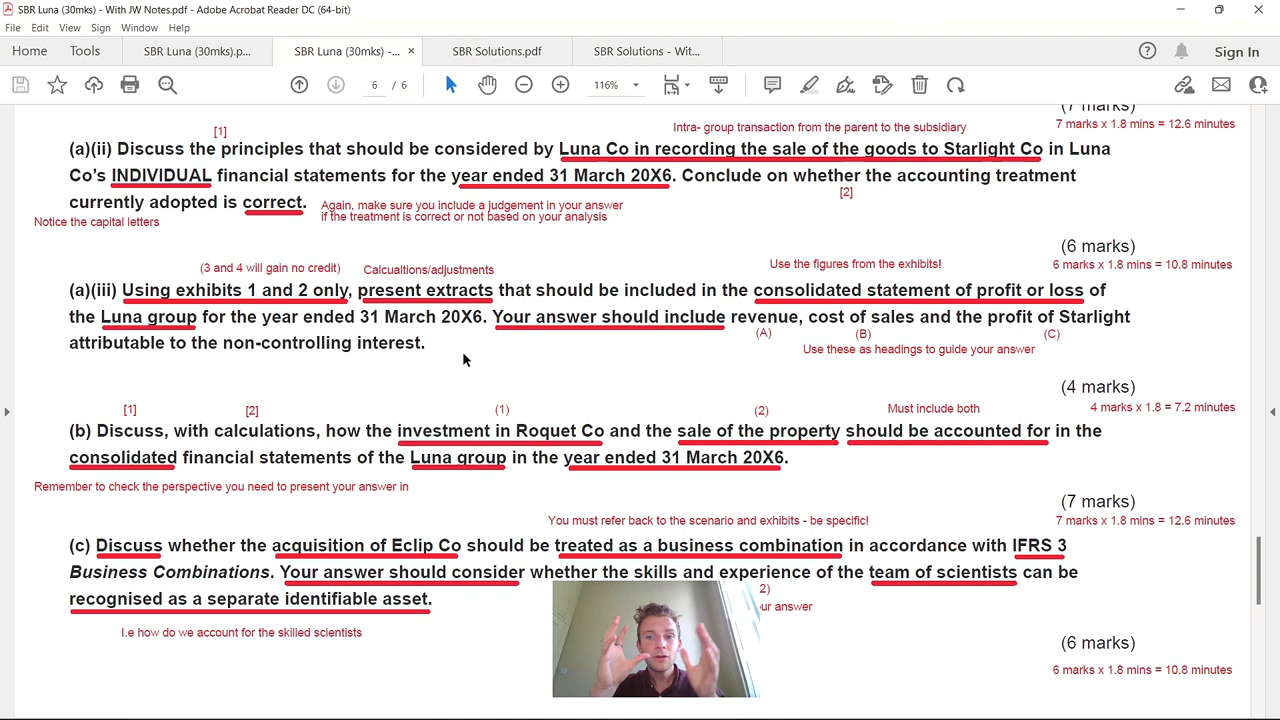 SBR Luna (30mks) - With JW Notes.pdf - Adobe Acrobat Reader DC (64-bit)
File Edit View Sign Window Help
Home Tools SBR Luna (30mks).p... SBR Luna (30mks) -... × SBR Solutions.pdf SBR Solutions - Wit... Sign In
6 / 6 116%
(7 marks)
[1] Intra- group transaction from the parent to the subsidiary 7 marks x 1.8 mins = 12.6 minutes
(a)(ii) Discuss the principles that should be considered by Luna Co in recording the sale of the goods to Starlight Co in Luna
Co's INDIVIDUAL financial statements for the year ended 31 March 20X6. Conclude on whether the accounting treatment
[2]
currently adopted is correct. Again, make sure you include a judgement in your answer
if the treatment is correct or not based on your analysis
Notice the capital letters
(6 marks)
(3 and 4 will gain no credit) Calcualtions/adjustments Use the figures from the exhibits! 6 marks x 1.8 mins = 10.8 minutes
(a)(iii) Using exhibits 1 and 2 only, present extracts that should be included in the consolidated statement of profit or loss of
the Luna group for the year ended 31 March 20X6. Your answer should include revenue, cost of sales and the profit of Starlight
(A) (B) (C)
attributable to the non-controlling interest. Use these as headings to guide your answer
(4 marks)
[1] [2] (1) (2) Must include both 4 marks x 1.8 = 7.2 minutes
(b) Discuss, with calculations, how the investment in Roquet Co and the sale of the property should be accounted for in the
consolidated financial statements of the Luna group in the year ended 31 March 20X6.
Remember to check the perspective you need to present your answer in
(7 marks)
You must refer back to the scenario and exhibits - be specific! 7 marks x 1.8 mins = 12.6 minutes
(c) Discuss whether the acquisition of Eclip Co should be treated as a business combination in accordance with IFRS 3
Business Combinations. Your answer should consider whether the skills and experience of the team of scientists can be
2)
recognised as a separate identifiable asset. answer
I.e how do we account for the skilled scientists
(6 marks)
6 marks x 1.8 mins = 10.8 minutes